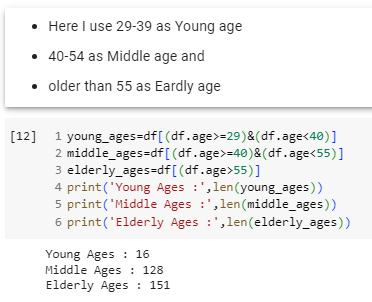 Here I use 29-39 as Young age
40-54 as Middle age and
older than 55 as Eardly age
[12] 1 young_ages=df[(df.age>=29)&(df.age<40)]
2 middle_ages=df[(df.age>=40)&(df.age<55)]
3 elderly_ages=df[(df.age>55)]
4 print('Young Ages :',len(young_ages))
5 print('Middle Ages :',len(middle_ages))
6 print('Elderly Ages :',len(elderly_ages))
Young Ages : 16
Middle Ages : 128
Elderly Ages : 151